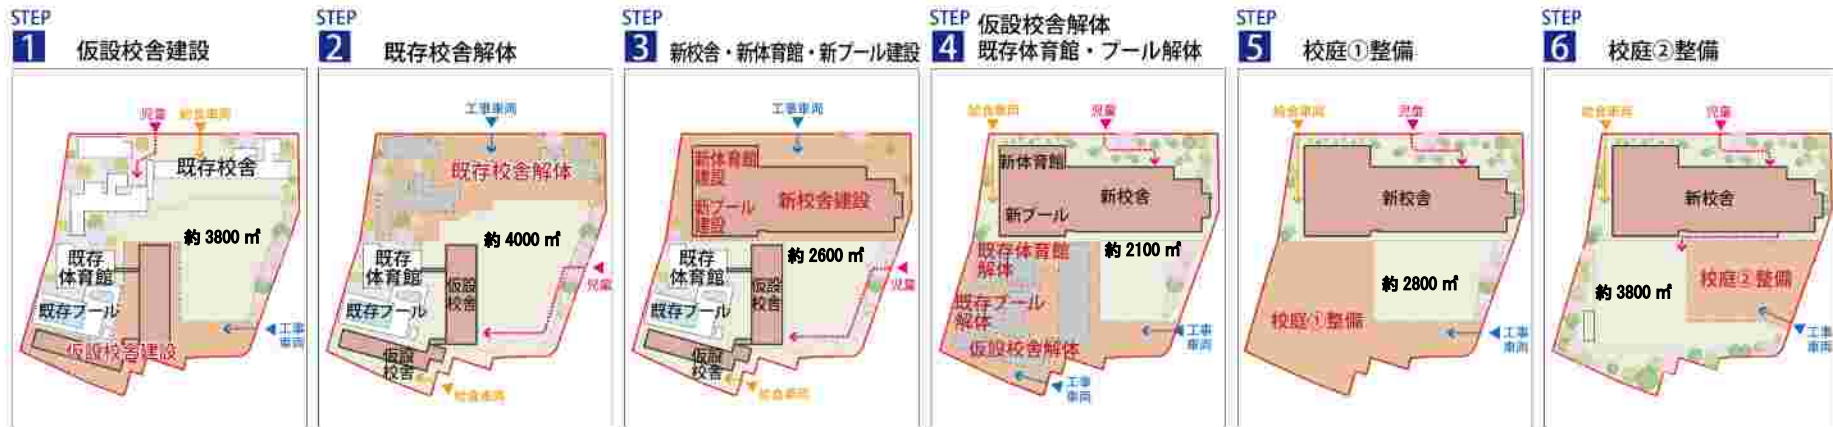 STEP
1 仮設校舎建設
児童 給食車両
既存校舎
約 3800 ㎡
既存
体育館
既存プール
仮設校舎建設
工事
車両
STEP
2 既存校舎解体
工事車両
既存校舎解体
約 4000 ㎡
既存
体育館
仮設
校舎
児童
既存プール
仮設
校舎
給食車両
STEP
3 新校舎・新体育館・新プール建設
工事車両
新体育館
建設
新校舎建設
新プール
建設
約 2600 ㎡
既存
体育館
仮設
校舎
児童
既存プール
仮設
校舎
給食車両
STEP
4 仮設校舎解体
既存体育館・プール解体
給食車両 児童
新体育館
新校舎
新プール
約 2100 ㎡
既存体育館
解体
既存プール
解体
工事
車両
仮設校舎解体
工事
車両
STEP
5 校庭①整備
給食車両 児童
新校舎
約 2800 ㎡
校庭①整備
工事
車両
STEP
6 校庭②整備
給食車両 児童
新校舎
校庭②整備
約 3800 ㎡
工事
車両